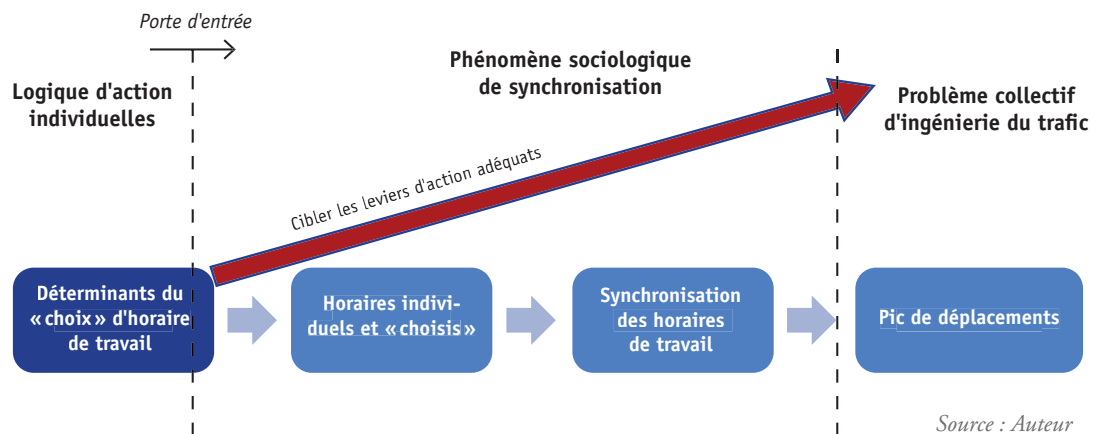 Porte d'entrée
Logique d'action
individuelles
Phénomène sociologique
de synchronisation
Problème collectif
d'ingénierie du trafic
Cibler les leviers d'action adéquats
Déterminants du
«choix» d'horaire
de travail
Horaires indivi-
duels et «choisis»
Synchronisation
des horaires
de travail
Pic de déplacements
Source : Auteur